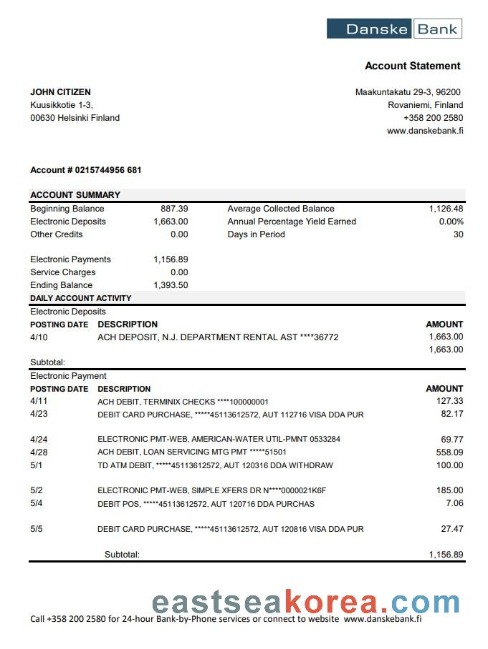 Danske Bank
Account Statement
JOHN CITIZEN
Kuusikkotie 1-3,
00630 Helsinki Finland
Maakuntakatu 29-3, 96200
Rovaniemi, Finland
+358 200 2580
www.danskebank.fi
Account # 0215744956 681
ACCOUNT SUMMARY
Beginning Balance 887.39 Average Collected Balance 1,126.48
Electronic Deposits 1,663.00 Annual Percentage Yield Earned 0.00%
Other Credits 0.00 Days in Period 30
Electronic Payments 1,156.89
Service Charges 0.00
Ending Balance 1,393.50
DAILY ACCOUNT ACTIVITY
Electronic Deposits
POSTING DATE DESCRIPTION AMOUNT
4/10 ACH DEPOSIT, N.J. DEPARTMENT RENTAL AST ****36772 1,663.00
1,663.00
Subtotal:
Electronic Payment
POSTING DATE DESCRIPTION AMOUNT
4/11 ACH DEBIT, TERMINIX CHECKS ****100000001 127.33
4/23 DEBIT CARD PURCHASE, *****45113612572, AUT 112716 VISA DDA PUR 82.17
4/24 ELECTRONIC PMT-WEB, AMERICAN-WATER UTIL-PMNT 0533284 69.77
4/28 ACH DEBIT, LOAN SERVICING MTG PMT *****51501 558.09
5/1 TD ATM DEBIT, *****45113612572, AUT 120316 DDA WITHDRAW 100.00
5/2 ELECTRONIC PMT-WEB, SIMPLE XFERS DR N****0000021K6F 185.00
5/4 DEBIT POS, *****45113612572, AUT 120716 DDA PURCHAS 7.06
5/5 DEBIT CARD PURCHASE, *****45113612572, AUT 120816 VISA DDA PUR 27.47
Subtotal: 1,156.89
eastseakorea.com
Call +358 200 2580 for 24-hour Bank-by-Phone services or connect to website www.danskebank.fi